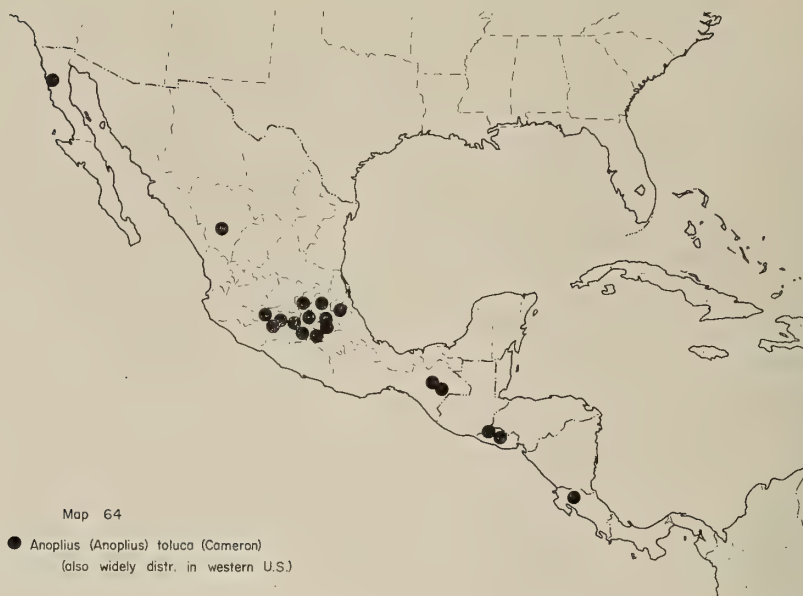 Map 64
Anoplius (Anoplius) toluca (Cameron)
(also widely distr. in western U.S.)